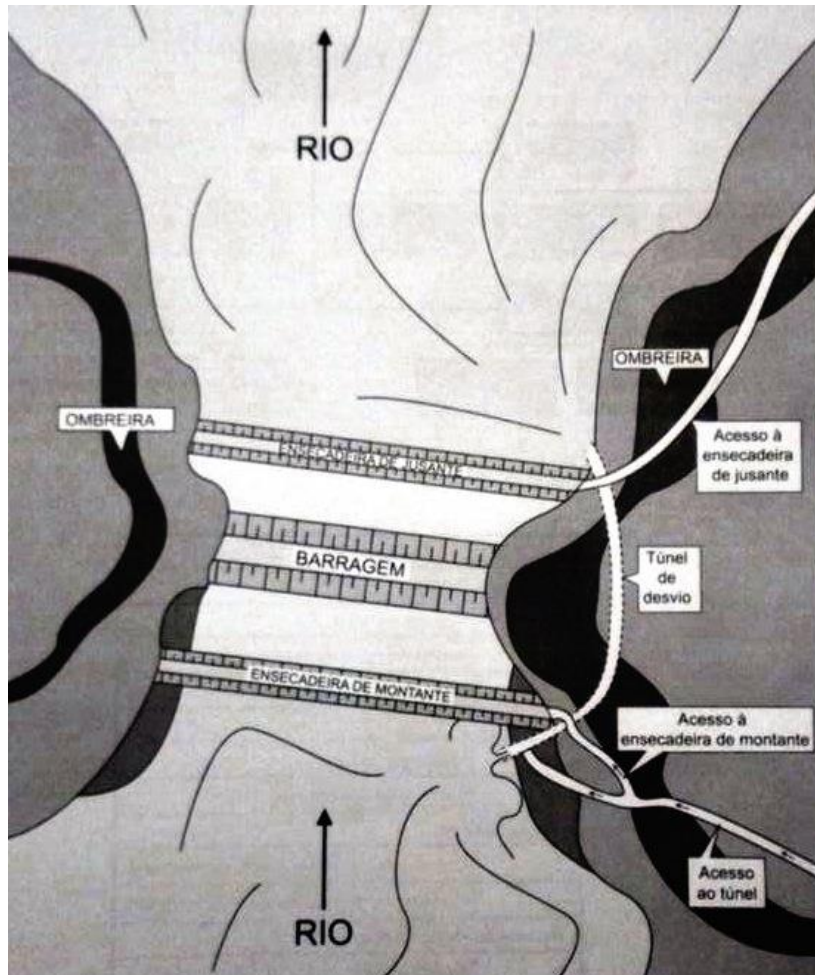 RIO
OMBREIRA
OMBREIRA
Acesso à
ensecadeira
de jusante
ENSECADEIRA DE JUSANTE
BARRAGEM
Túnel
de
desvio
ENSECADEIRA DE MONTANTE
Acesso à
ensecadeira de montante
Acesso
ao túnel
RIO